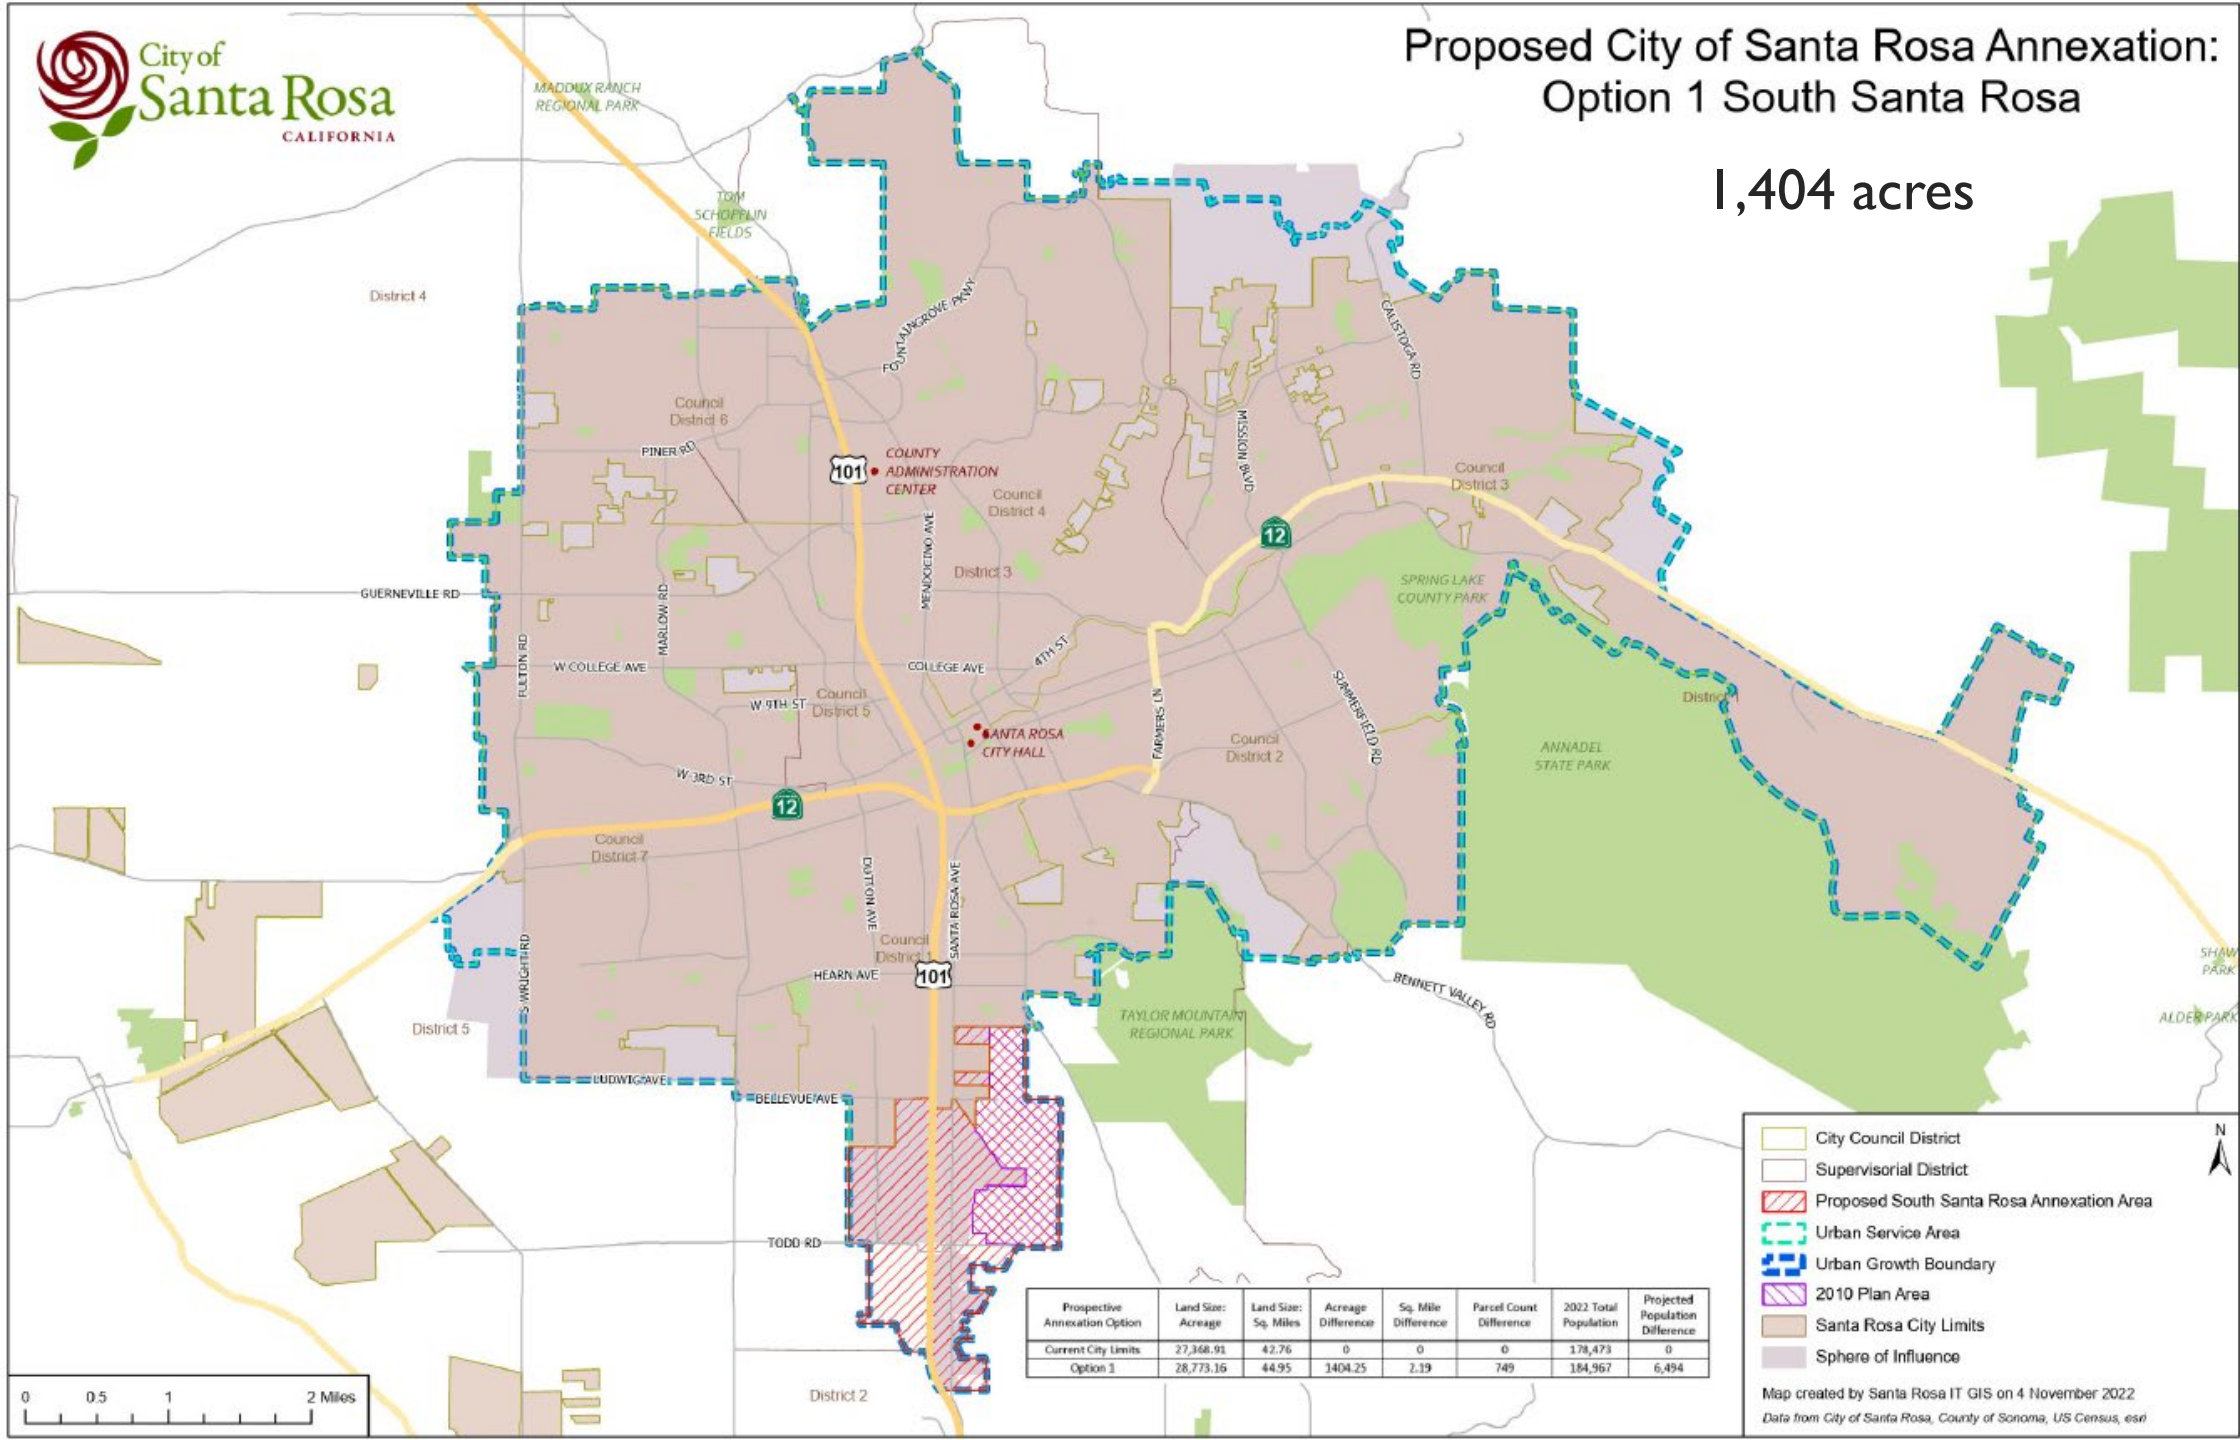 City of
Santa Rosa
CALIFORNIA
Proposed City of Santa Rosa Annexation:
Option 1 South Santa Rosa
1,404 acres
MADDUX RANCH
REGIONAL PARK
TOM
SCHOPFLIN
FIELDS
District 4
FOUNTAINGROVE PKWY
CALISTOGA RD
Council
District 6
PINER RD
101
COUNTY
ADMINISTRATION
CENTER
Council
District 4
MISSION BLVD
Council
District 3
12
MENDOCINO AVE
District 3
SPRING LAKE
COUNTY PARK
GUERNEVILLE RD
MARLOW RD
FULTON RD
W COLLEGE AVE
COLLEGE AVE
4TH ST
W 9TH ST
Council
District 5
FARMERS LN
SUMMERFIELD RD
District 1
SANTA ROSA
CITY HALL
Council
District 2
ANNADEL
STATE PARK
W 3RD ST
12
Council
District 7
DUTTON AVE
SANTA ROSA AVE
Council
District 1
HEARN AVE
101
S WRIGHT RD
BENNETT VALLEY RD
SHAW
PARK
ALDER PARK
TAYLOR MOUNTAIN
REGIONAL PARK
District 5
LUDWIG AVE
BELLEVUE AVE
TODD RD
District 2
Prospective Annexation Option Land Size: Acreage Land Size: Sq. Miles Acreage Difference Sq. Mile Difference Parcel Count Difference 2022 Total Population Projected Population Difference
Current City Limits 27,368.91 42.76 0 0 0 178,473 0
Option 1 28,773.16 44.95 1404.25 2.19 749 184,967 6,494
N
City Council District
Supervisorial District
Proposed South Santa Rosa Annexation Area
Urban Service Area
Urban Growth Boundary
2010 Plan Area
Santa Rosa City Limits
Sphere of Influence
Map created by Santa Rosa IT GIS on 4 November 2022
Data from City of Santa Rosa, County of Sonoma, US Census, esri
0 0.5 1 2 Miles